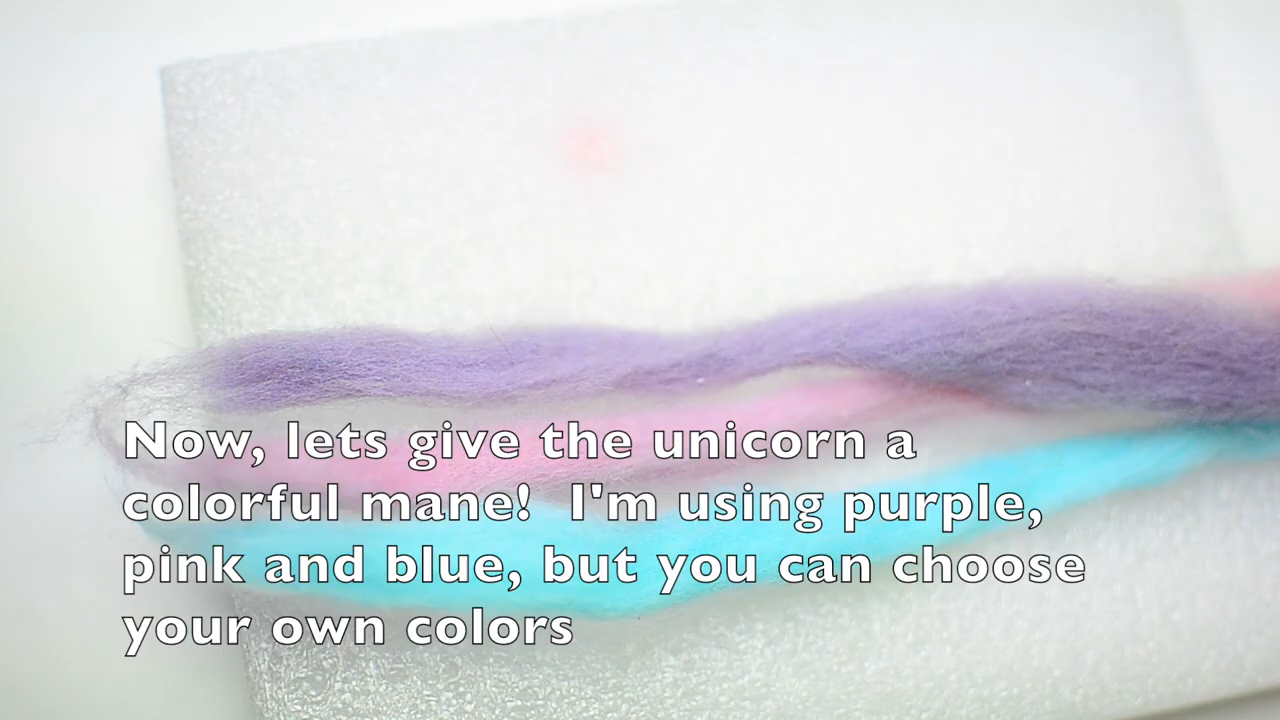 Now, lets give the unicorn a
colorful mane!  I'm using purple,
pink and blue, but you can choose
your own colors